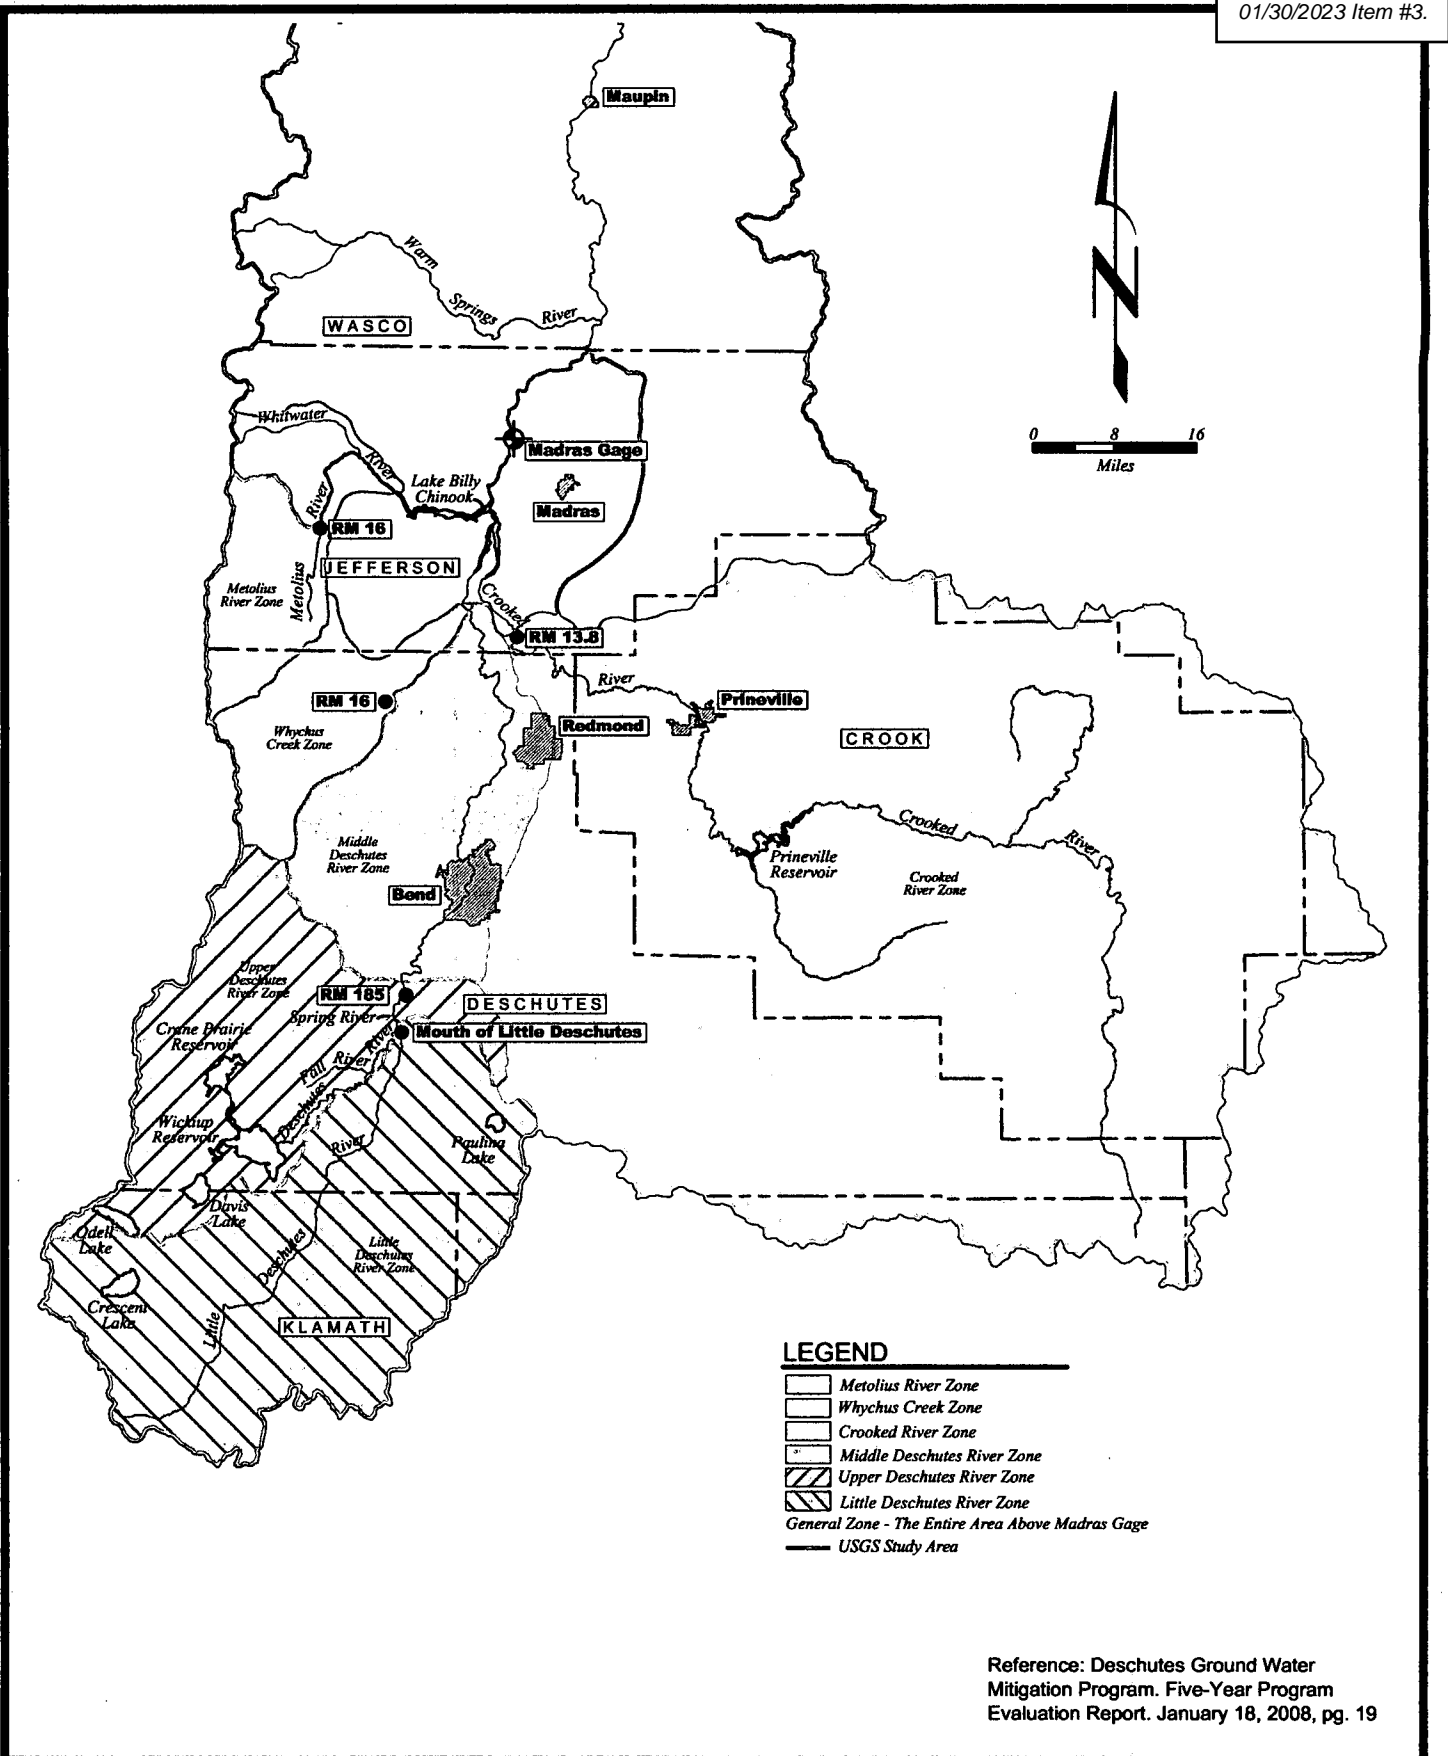 01/30/2023 Item #3.
Maupin
Warm
Springs
River
WASCO
N
0 8 16
Miles
Whitwater
River
Madras Gage
Lake Billy
Chinook
Madras
River
RM 16
JEFFERSON
Metolius
River Zone
Metolius
Crooked
RM 13.8
River
RM 16
Prineville
Redmond
Whychus
Creek Zone
CROOK
Crooked
River
Middle
Deschutes
River Zone
Prineville
Reservoir
Crooked
River Zone
Bend
Upper
Deschutes
River Zone
RM 185
DESCHUTES
Spring River
Crane Prairie
Reservoir
Mouth of Little Deschutes
River
Fall River
Deschutes
Wickiup
Reservoir
River
Paulina
Lake
Davis
Lake
Odell
Lake
Little
Deschutes
River Zone
Deschutes
Crescent
Lake
Little
KLAMATH
LEGEND
Metolius River Zone
Whychus Creek Zone
Crooked River Zone
Middle Deschutes River Zone
Upper Deschutes River Zone
Little Deschutes River Zone
General Zone - The Entire Area Above Madras Gage
USGS Study Area
Reference: Deschutes Ground Water
Mitigation Program. Five-Year Program
Evaluation Report. January 18, 2008, pg. 19